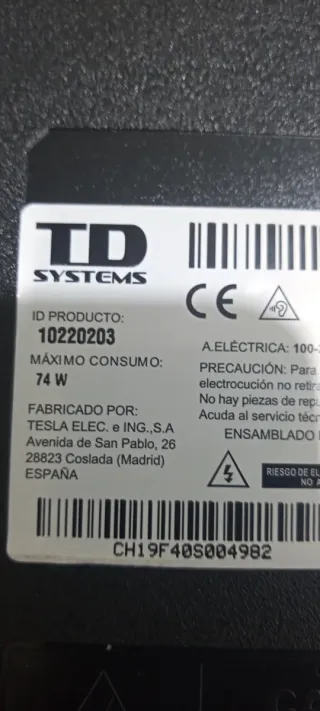 TD
SYSTEMS
CE
ID PRODUCTO:
10220203
MÁXIMO CONSUMO:
74 W
FABRICADO POR:
TESLA ELEC. e ING.,S.A
Avenida de San Pablo, 26
28823 Coslada (Madrid)
ESPAÑA
A.ELÉCTRICA: 100-
PRECAUCIÓN: Para
electrocución no retir
No hay piezas de rep
Acuda al servicio técn
ENSAMBLADO
RIESGO DE EL
NO A
CH19F40S004982